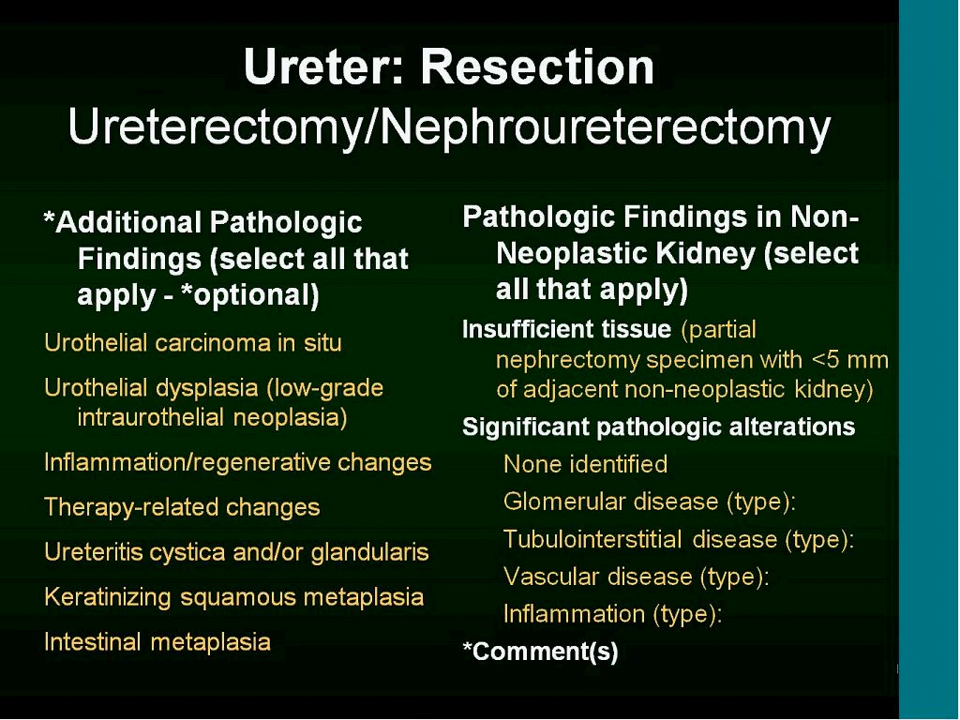 Ureter: Resection
Ureterectomy/Nephroureterectomy
*Additional Pathologic
Findings (select all that
apply - *optional)
Urothelial carcinoma in situ
Urothelial dysplasia (low-grade
intraurothelial neoplasia)
Inflammation/regenerative changes
Therapy-related changes
Ureteritis cystica and/or glandularis
Keratinizing squamous metaplasia
Intestinal metaplasia
Pathologic Findings in Non-
Neoplastic Kidney (select
all that apply)
Insufficient tissue (partial
nephrectomy specimen with <5 mm
of adjacent non-neoplastic kidney)
Significant pathologic alterations
None identified
Glomerular disease (type):
Tubulointerstitial disease (type):
Vascular disease (type):
Inflammation (type):
*Comment(s)